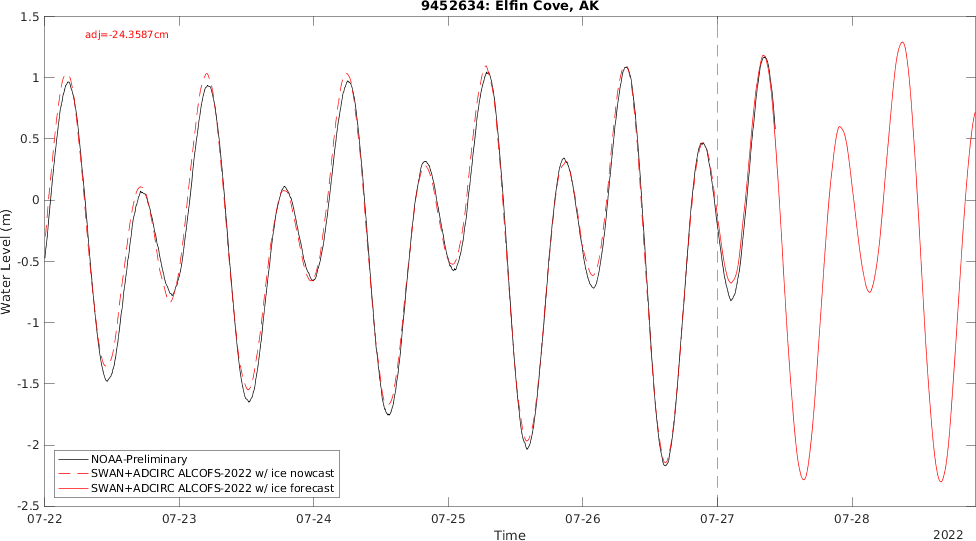 9452634: Elfin Cove, AK
adj=-24.3587cm
1.5
1
0.5
0
-0.5
-1
-1.5
-2
-2.5
Water Level (m)
NOAA-Preliminary
SWAN+ADCIRC ALCOFS-2022 w/ ice nowcast
SWAN+ADCIRC ALCOFS-2022 w/ ice forecast
07-22 07-23 07-24 07-25 07-26 07-27 07-28
Time
2022